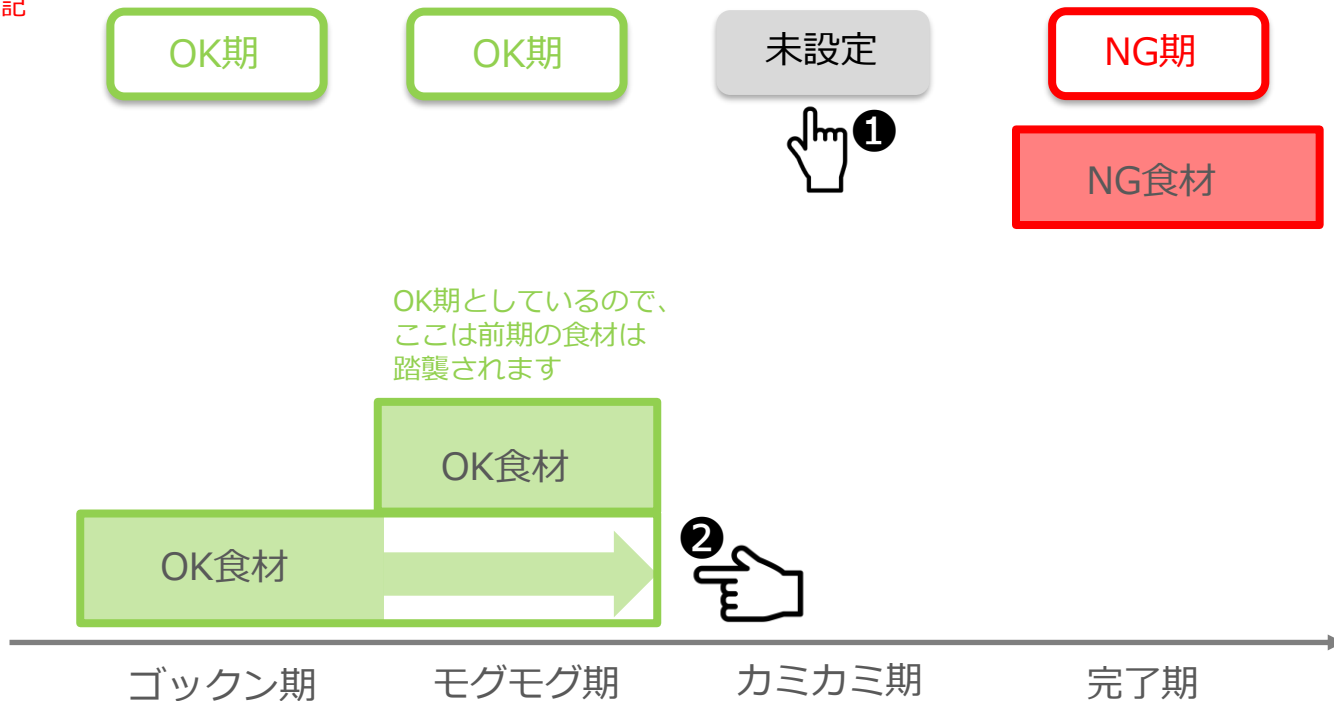 記
OK期
OK期
未設定
NG期
❶
NG食材
OK期としているので、
ここは前期の食材は
踏襲されます
OK食材
❷
OK食材
ゴックン期
モグモグ期
カミカミ期
完了期